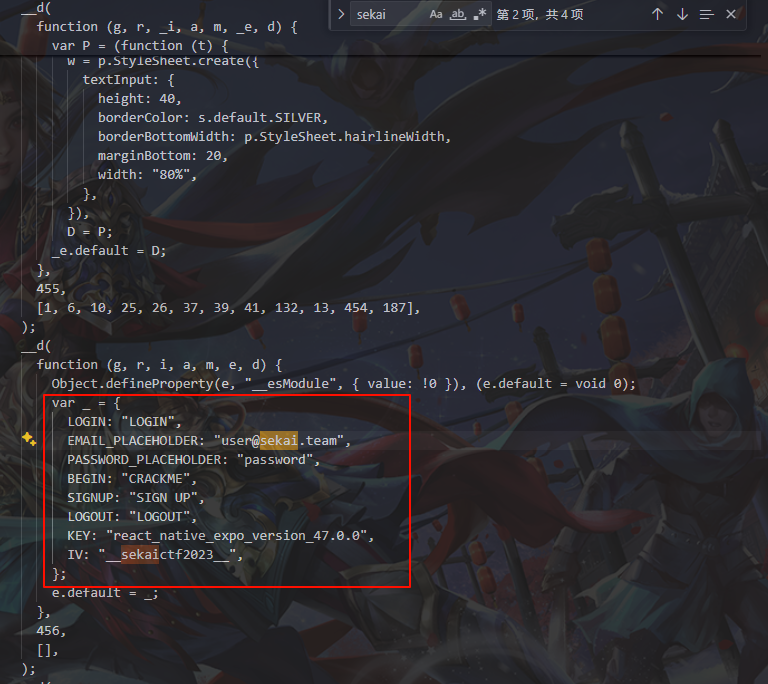 sekai
Aa ab * 第 2 项, 共 4 项
__d(
function (g, r, _i, a, m, _e, d) {
var P = (function (t) {
w = p.StyleSheet.create({
textInput: {
height: 40,
borderColor: s.default.SILVER,
borderBottomWidth: p.StyleSheet.hairlineWidth,
marginBottom: 20,
width: "80%",
},
}),
D = P;
_e.default = D;
},
455,
[1, 6, 10, 25, 26, 37, 39, 41, 132, 13, 454, 187],
);
__d(
function (g, r, i, a, m, e, d) {
Object.defineProperty(e, "__esModule", { value: !0 }), (e.default = void 0);
var _ = {
LOGIN: "LOGIN",
EMAIL_PLACEHOLDER: "user@sekai.team",
PASSWORD_PLACEHOLDER: "password",
BEGIN: "CRACKME",
SIGNUP: "SIGN UP",
LOGOUT: "LOGOUT",
KEY: "react_native_expo_version_47.0.0",
IV: "__sekaictf2023__",
};
e.default = _;
},
456,
[],
);